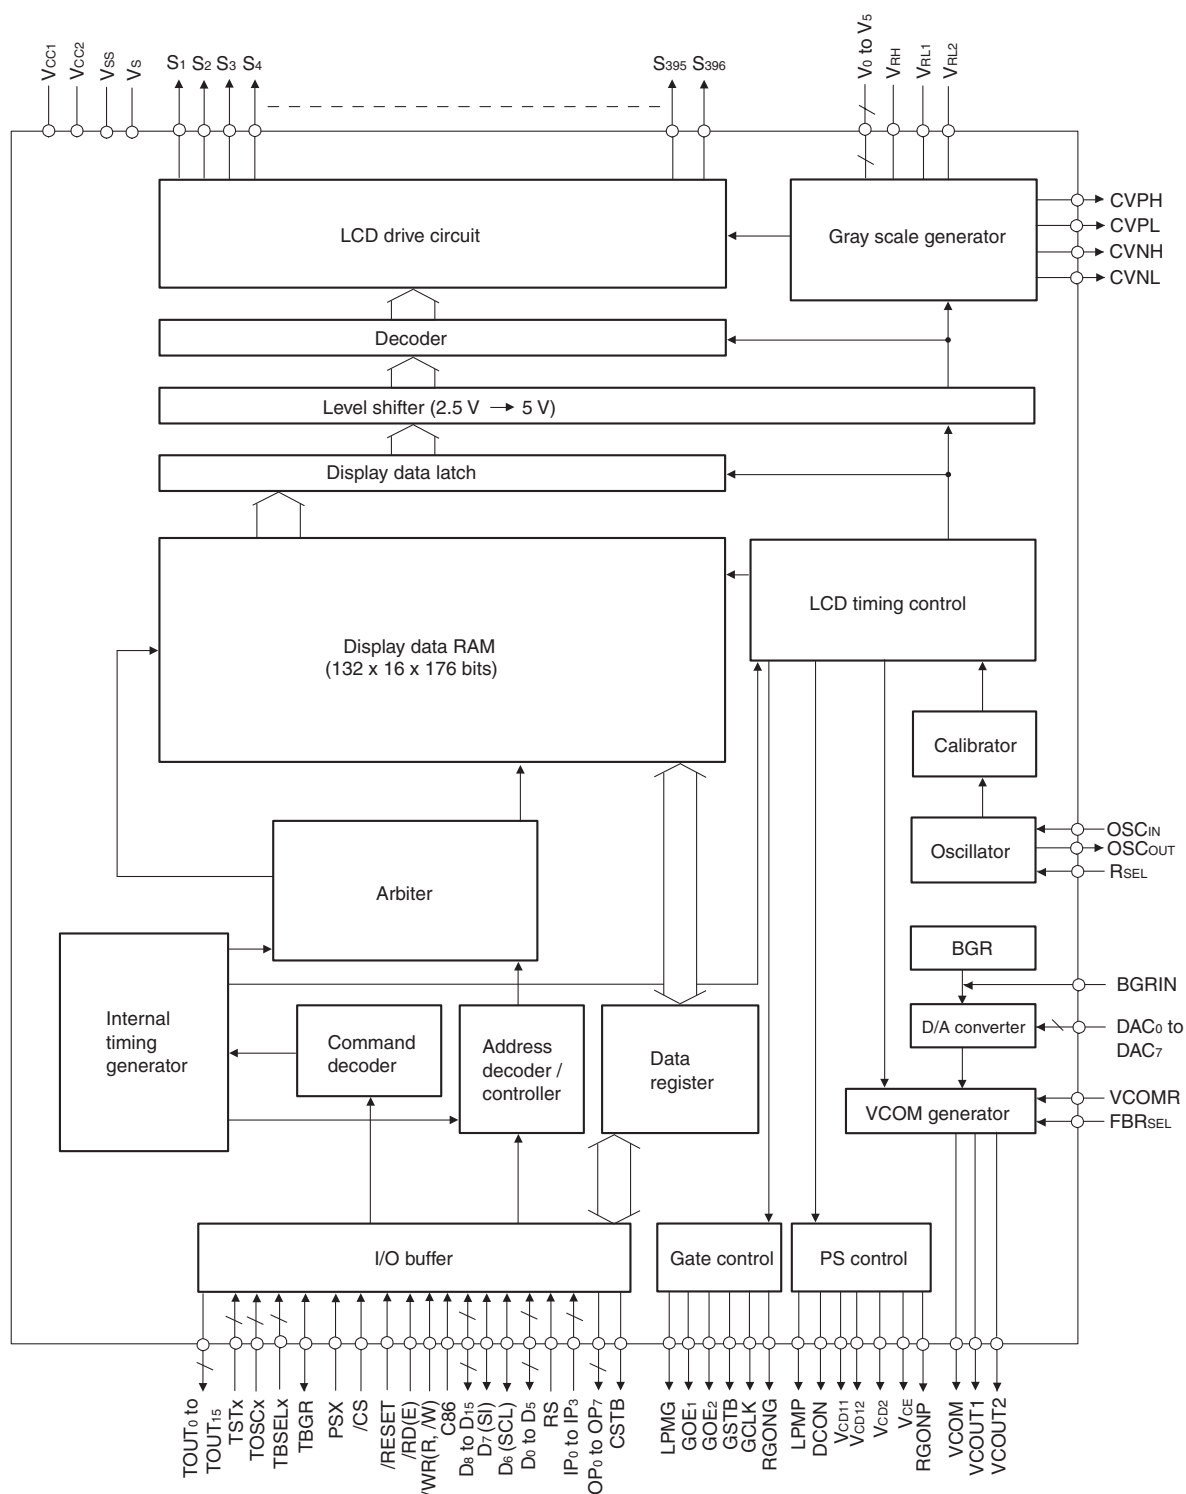 VCC1
VCC2
VSS
VS
S1
S2
S3
S4
S395
S396
V0 to V5
VRH
VRL1
VRL2
LCD drive circuit
Gray scale generator
CVPH
CVPL
CVNH
CVNL
Decoder
Level shifter (2.5 V → 5 V)
Display data latch
LCD timing control
Display data RAM
(132 x 16 x 176 bits)
Calibrator
Oscillator
OSCIN
OSCOUT
RSEL
Arbiter
BGR
BGRIN
Internal
timing
generator
Command
decoder
Address
decoder /
controller
Data
register
D/A converter
DAC0 to
DAC7
VCOM generator
VCOMR
FBRSEL
I/O buffer
Gate control
PS control
TOUT0 to
TOUT15
TSTx
TOSCx
TBSELx
TBGR
PSX
/CS
/RESET
/RD(E)
/WR(R, /W)
C86
D8 to D15
D7 (SI)
D6 (SCL)
D0 to D5
RS
IP0 to IP3
OP0 to OP7
CSTB
LPMG
GOE1
GOE2
GSTB
GCLK
RGONG
LPMP
DCON
VCD11
VCD12
VCD2
VCE
RGONP
VCOM
VCOUT1
VCOUT2